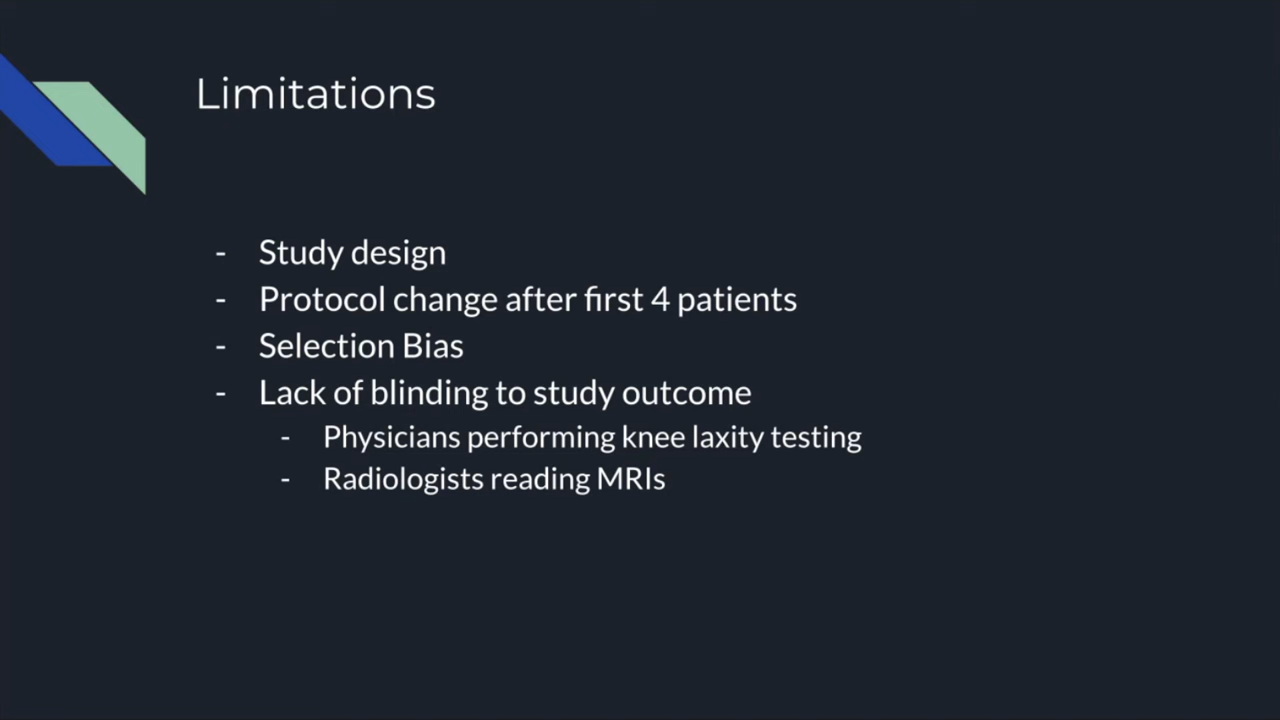 Limitations
- Study design
- Protocol change after first 4 patients
- Selection Bias
- Lack of blinding to study outcome
- Physicians performing knee laxity testing
- Radiologists reading MRIs